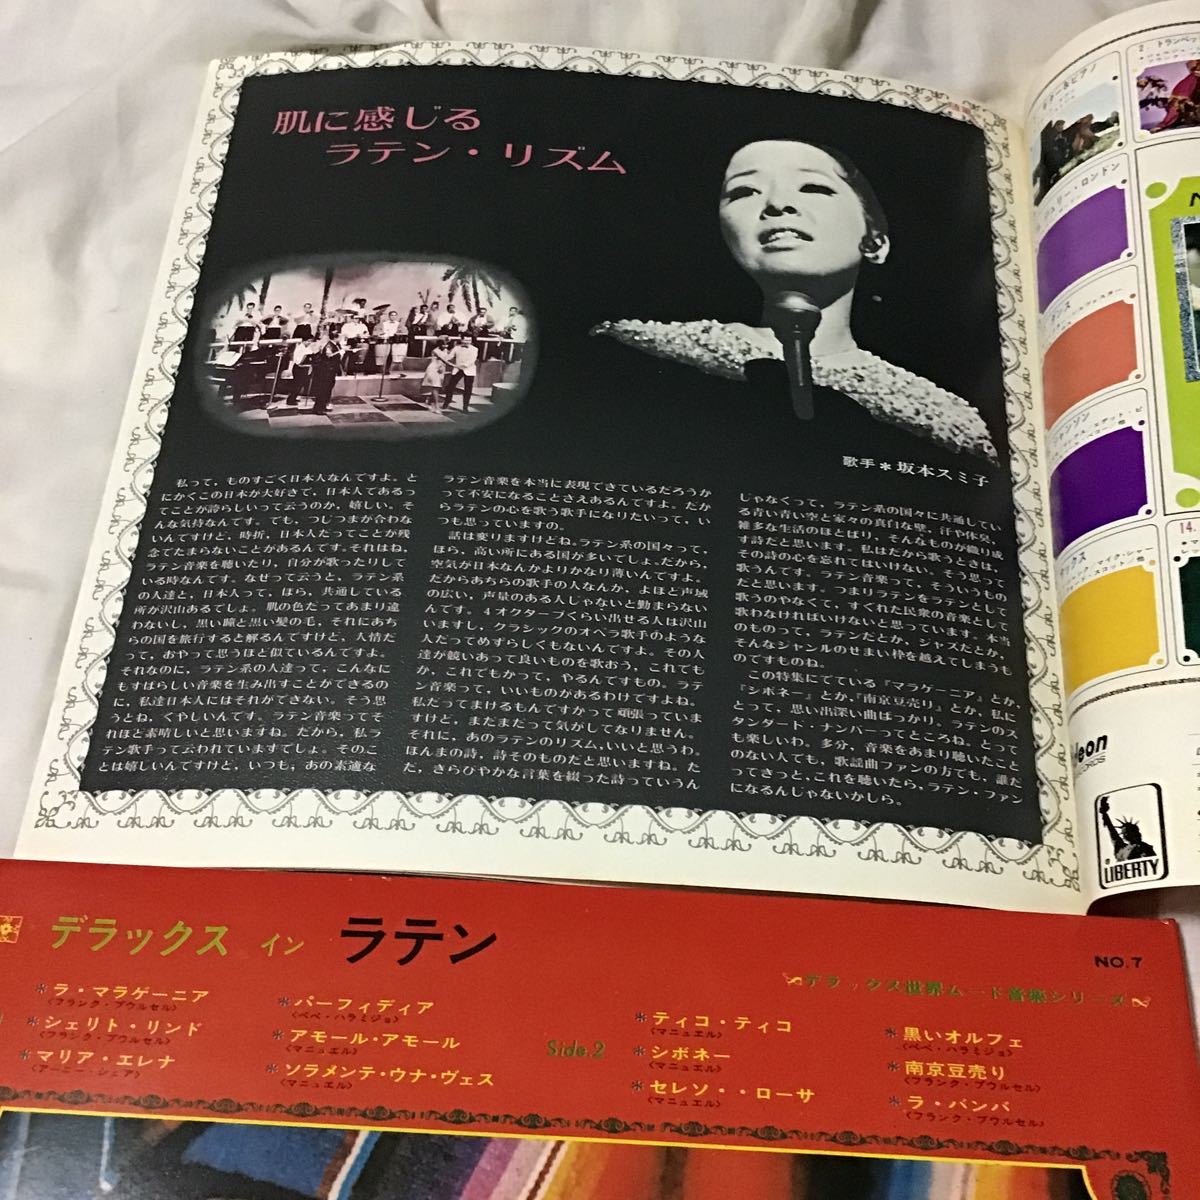 肌に感じる
ラテン・リズム
歌手＊坂本スミ子
私って、ものすごく日本人なんですよ。と
にかくこの日本が大好きで、日本人であるっ
てことが誇らしいって云うのか、嬉しい。そ
んな気持なんです。でも、つじつまが合わな
いんですけど、時折、日本人だってことが残
念でたまらないことがあるんです。それはね、
ラテン音楽を聴いたり、自分が歌ったりして
いる時なんです。なぜって云うと、ラテン系
の人達と、日本人って、ほら、共通している
所が沢山あるでしょ。肌の色だってあまり違
わないし、黒い瞳と黒い髪の毛。それにあち
らの国を旅行すると解るんですけど、人情だ
って、おやって思うほど似ているんですよ。
それなのに、ラテン系の人達って、こんなに
もすばらしい音楽を生み出すことができるの
に、私達日本人にはそれができない。そう思
うとね、くやしいんです。ラテン音楽ってそ
れほど素晴しいと思いますね。だから、私ラ
テン歌手って云われていますでしょ。そのこ
とは嬉しいんですけど、いつも、あの素適な
ラテン音楽を本当に表現できているだろうか
って不安になることさえあるんですよ。だか
らラテンの心を歌う歌手になりたいって、い
つも思っていますの。
話は変りますけどね。ラテン系の国々って、
ほら、高い所にある国が多いでしょ。だから、
空気が日本なんかよりかなり薄いんですよ。
だからあちらの歌手の人なんか、よほど声域
の広い、声量のある人じゃないと勤まらない
んです。4オクターブくらい出せる人は沢山
いますし、クラシックのオペラ歌手のような
人だってめずらしくもないんですよ。その人
達が競いあって良いものを歌おう、これでも
か、これでもかって、やるんですもの。ラテ
ン音楽って、いいものがあるわけですよね。
私だってまけるもんですかって頑張っていま
すけど、まだまだって気がしてなりません。
それに、あのラテンのリズム、いいと思うわ。
ほんまの詩、詩そのものだと思いますね。た
だ、きらびやかな言葉を綴った詩っていうん
じゃなくって、ラテン系の国々に共通してい
る青い青い空と家々の真白な壁、汗や体臭、
雑多な生活のほとばり、そんなものが織り成
す詩だと思います。私はだから歌うときは、
その詩の心を忘れてはいけない、そう思って
歌うんです。ラテン音楽って、そういうもの
だと思います。つまりラテンをラテンとして
歌うのやなくて、すぐれた民衆の音楽として
歌わなければいけないと思っています。本当
のものって、ラテンだとか、ジャズだとか、
そんなジャンルのせまい枠を越えてしまうも
のですものね。
この特集にでている『マラゲーニア』とか、
『シボネー』とか、『南京豆売り』とか、私に
とって、思い出深い曲ばっかり。ラテンのス
タンダード・ナンバーってところね。とって
も楽しいわ。多分、音楽をあまり聴いたこと
のない人でも、歌謡曲ファンの方でも、誰だ
ってきっと、これを聴いたら、ラテン・ファン
になるんじゃないかしら。
ジュリー・ロンドン
14.
LIBERTY
デラックス イン ラテン
NO.7
デラックス世界ムード音楽シリーズ
＊ラ・マラゲーニア
〈フランク・プウルセル〉
＊シェリト・リンド
〈フランク・プウルセル〉
＊マリア・エレナ
〈アーニー・シェア〉
＊パーフィディア
〈ペペ・ハラミジョ〉
＊アモール・アモール
〈マニュエル〉
＊ソラメンテ・ウナ・ヴェス
〈マニュエル〉
Side.2
＊ティコ・ティコ
〈マニュエル〉
＊シボネー
〈マニュエル〉
＊セレソ・・ローサ
〈マニュエル〉
＊黒いオルフェ
〈ペペ・ハラミジョ〉
＊南京豆売り
〈フランク・プウルセル〉
＊ラ・バンバ
〈フランク・プウルセル〉